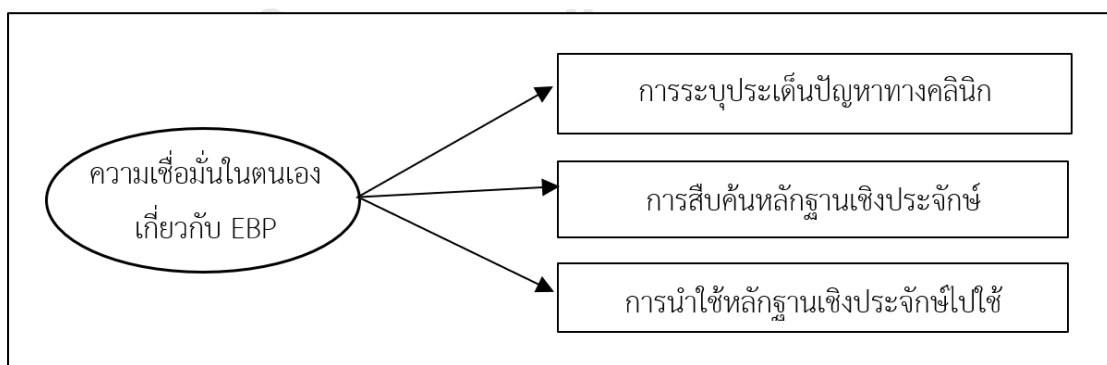 การระบุประเด็นปัญหาทางคลินิก
ความเชื่อมั่นในตนเอง
เกี่ยวกับ EBP
การสืบค้นหลักฐานเชิงประจักษ์
การนำใช้หลักฐานเชิงประจักษ์ไปใช้